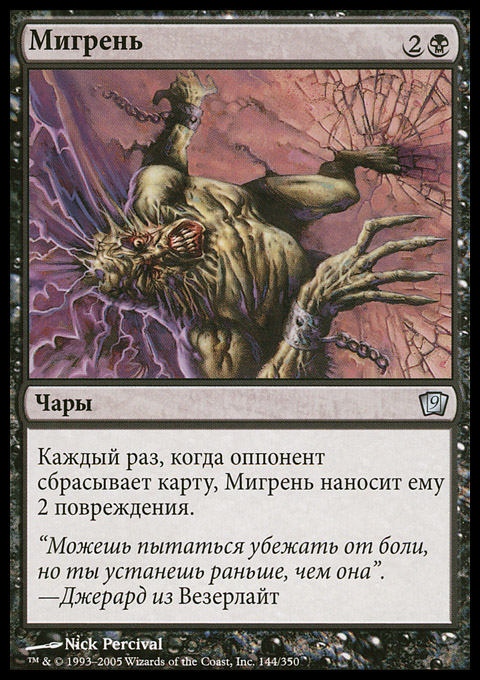 Мигрень
2
Чары
9
Каждый раз, когда оппонент
сбрасывает карту, Мигрень наносит ему
2 повреждения.
“Можешь пытаться убежать от боли,
но ты устанешь раньше, чем она”.
—Джерард из Везерлайт
Nick Percival
™ & © 1993–2005 Wizards of the Coast, Inc. 144/350